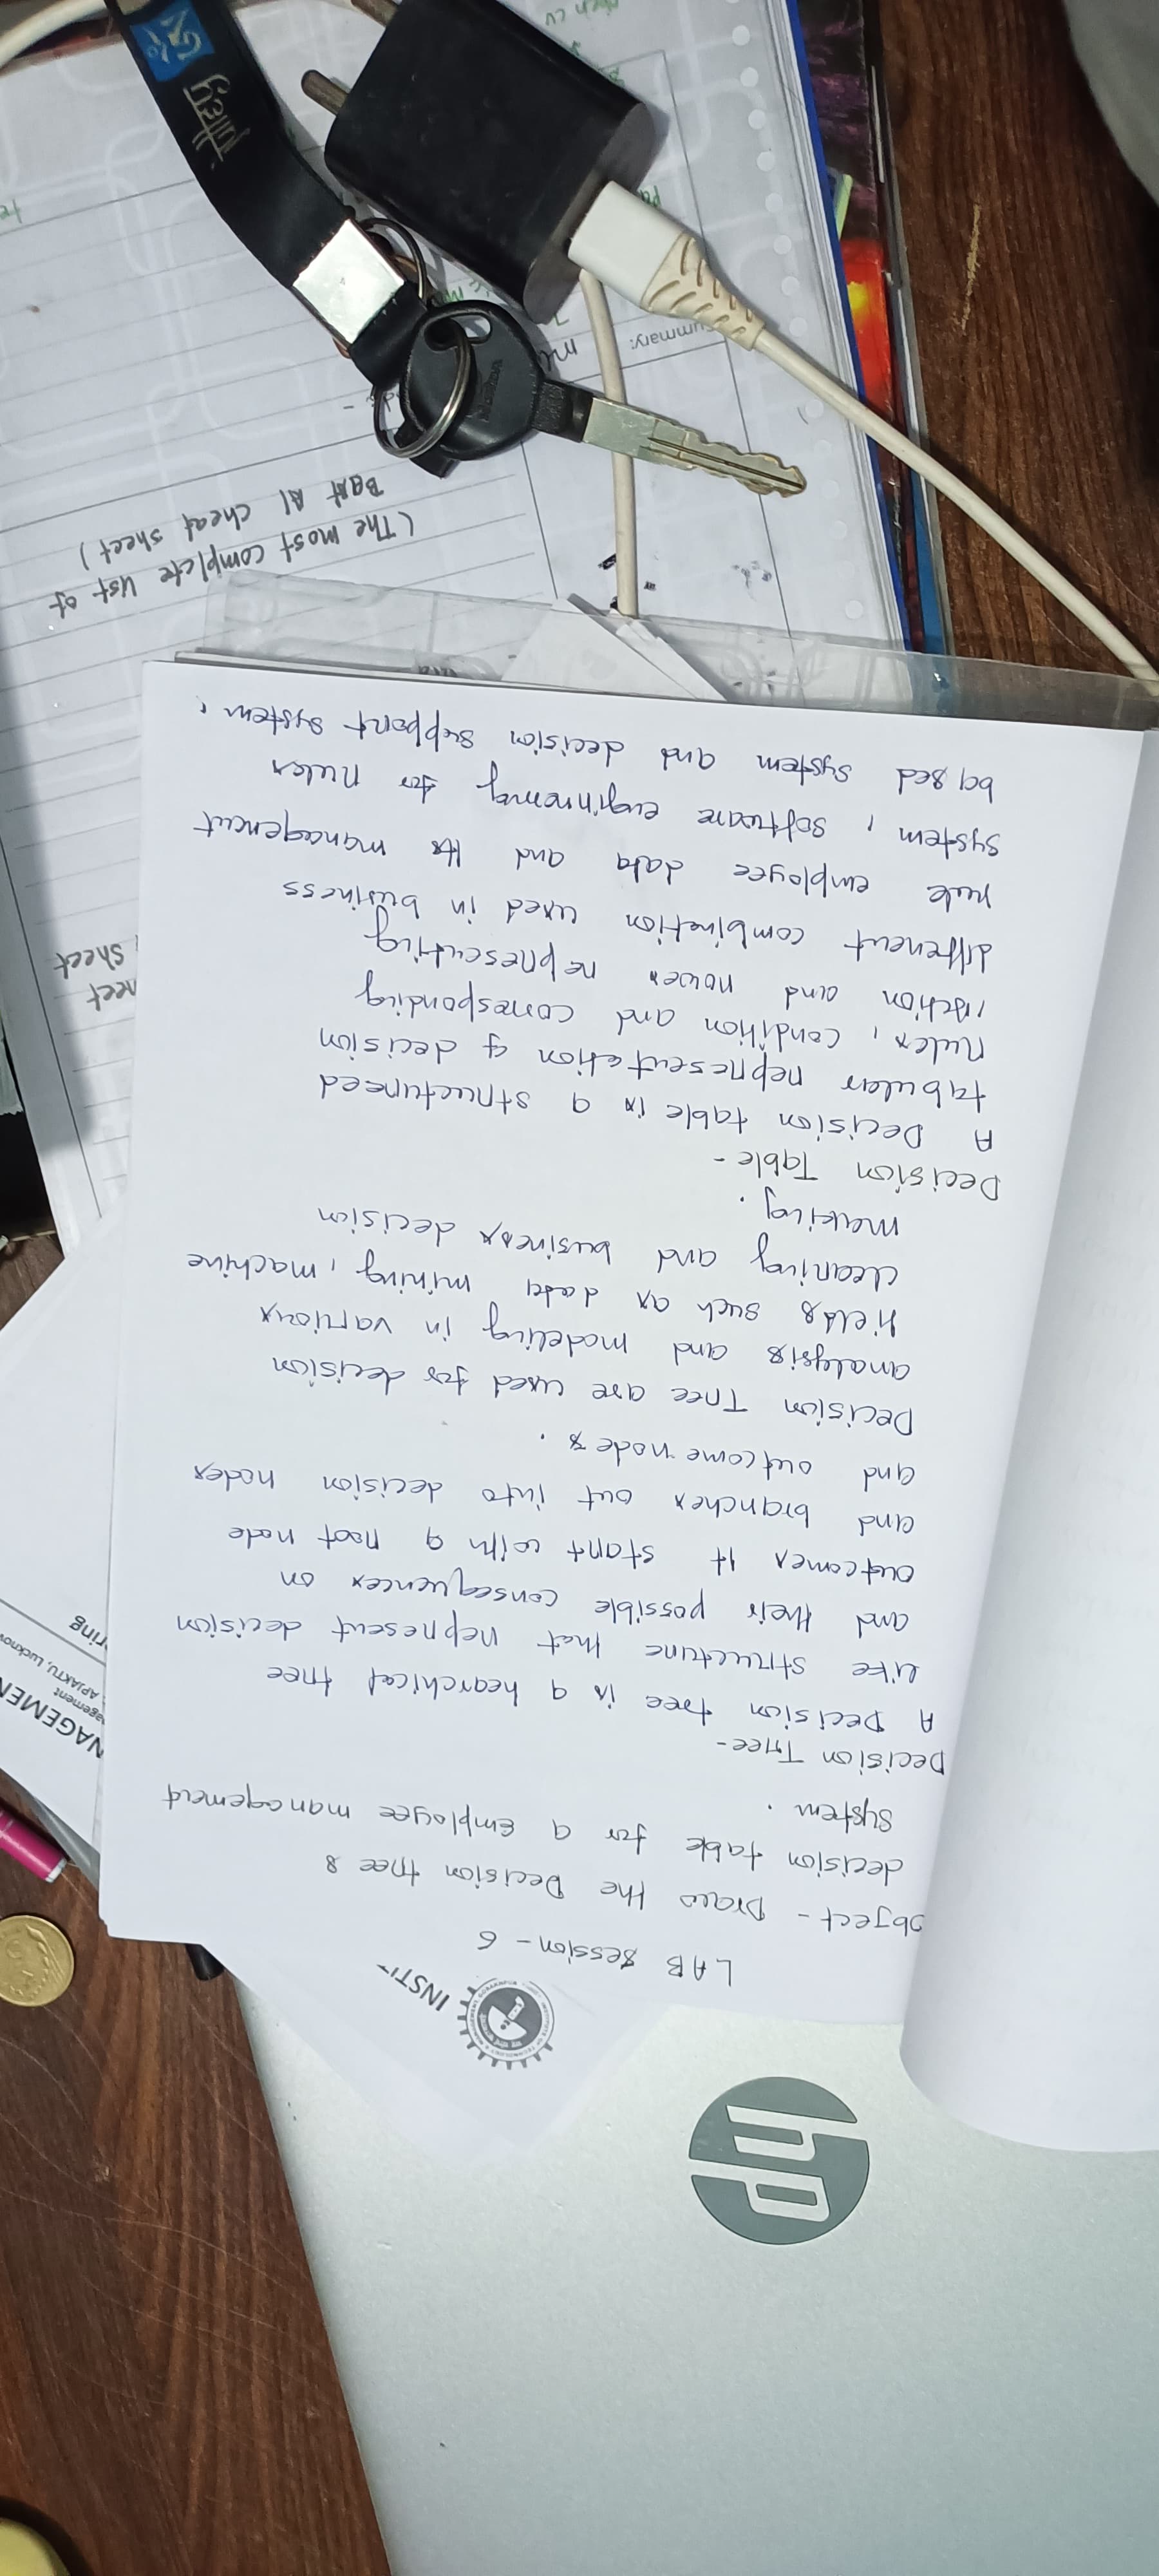 LAB Session - 6
Object - Draw the Decision tree &
decision table for a Employee management
system.
Decision Tree -
A Decision tree is a hearchical tree
like structure that represent decision
and their possible consequences on
outcomes it start with a root node
and branches out into decision nodes
and outcome nodes.
Decision Tree are used for decision
analysis and modeling in various
fields such as data mining, machine
cleaning and business decision
making.
Decision Table -
A Decision table is a structured
tabular representation of decision
rules, condition and corresponding
action and rowes representing
different combination used in business
rule employee data and its management
system, software enginremg for rules
based system and decision support system.
(The most complete list of
Best AI cheat sheet)
Summary:
sheet
INSTI
NAGEMEN
agement
APJAKTU, Lucknow
ring
hp